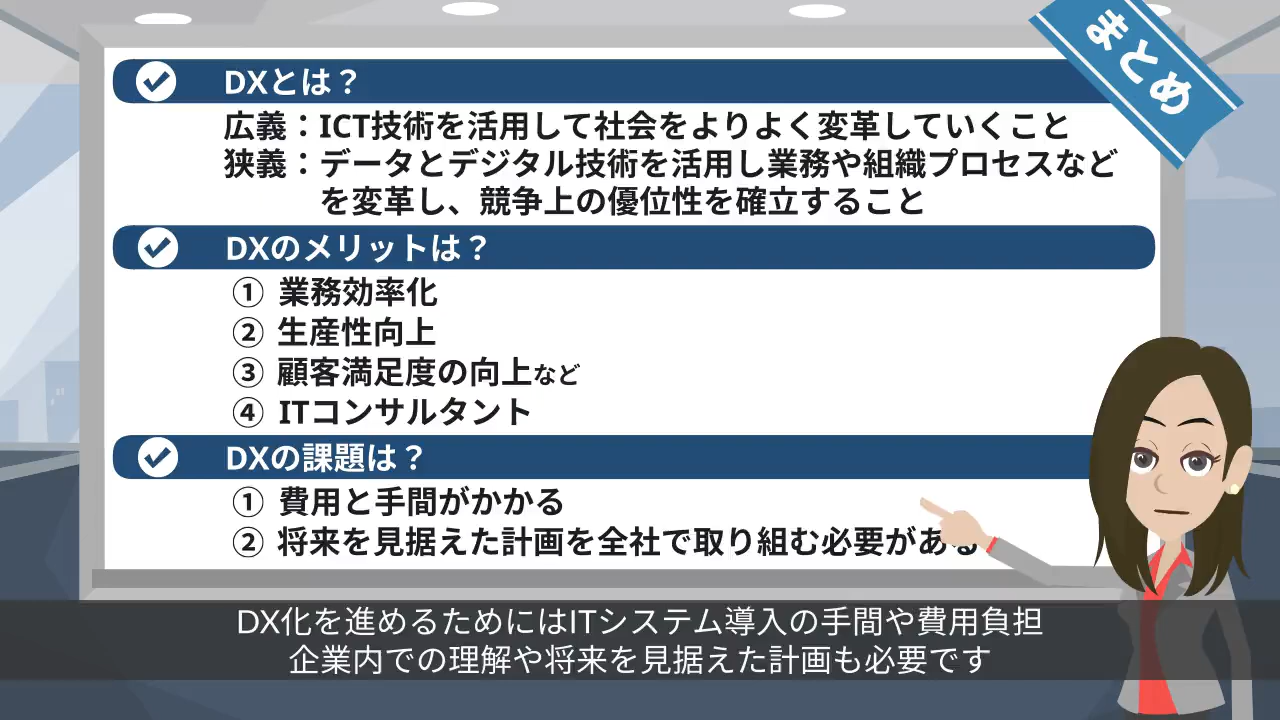 まとめ
DXとは？
広義：ICT技術を活用して社会をよりよく変革していくこと
狭義：データとデジタル技術を活用し業務や組織プロセスなど
を変革し、競争上の優位性を確立すること
DXのメリットは？
① 業務効率化
② 生産性向上
③ 顧客満足度の向上など
④ ITコンサルタント
DXの課題は？
① 費用と手間がかかる
② 将来を見据えた計画を全社で取り組む必要がある
DX化を進めるためにはITシステム導入の手間や費用負担
企業内での理解や将来を見据えた計画も必要です